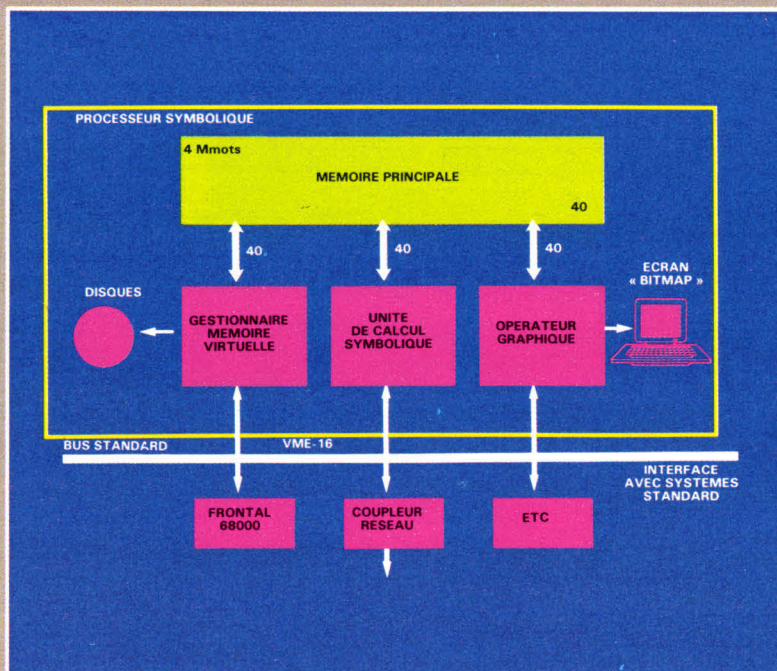 PROCESSEUR SYMBOLIQUE
4 Mmots
MEMOIRE PRINCIPALE
40
40
40
40
DISQUES
GESTIONNAIRE
MEMOIRE
VIRTUELLE
UNITE
DE CALCUL
SYMBOLIQUE
OPERATEUR
GRAPHIQUE
ECRAN
« BITMAP »
BUS STANDARD
VME-16
INTERFACE
AVEC SYSTEMES
STANDARD
FRONTAL
68000
COUPLEUR
RESEAU
ETC